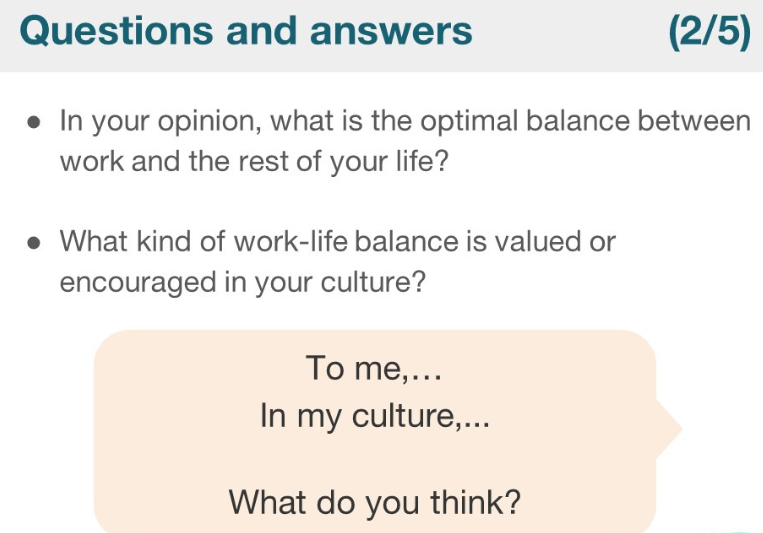 Questions and answers (2/5)
● In your opinion, what is the optimal balance between
work and the rest of your life?
● What kind of work-life balance is valued or
encouraged in your culture?
To me,...
In my culture,...
What do you think?